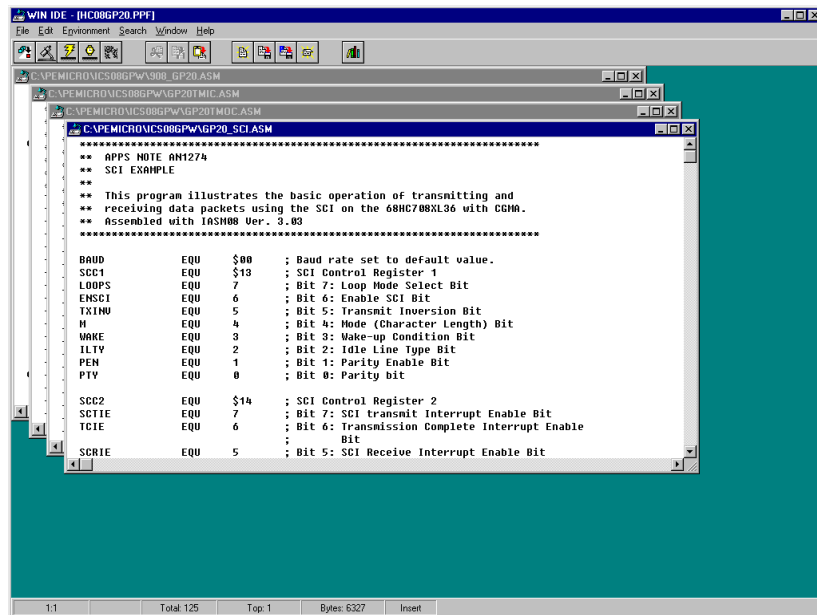 WIN IDE - [HC08GP20.PPF]
File Edit Environment Search Window Help
C:\PEMICRO\ICS08GPW\908_GP20.ASM
C:\PEMICRO\ICS08GPW\GP20TMIC.ASM
C:\PEMICRO\ICS08GPW\GP20TMOC.ASM
C:\PEMICRO\ICS08GPW\GP20_SCI.ASM
*******************************************************************************
** APPS NOTE AN1274
** SCI EXAMPLE
**
** This program illustrates the basic operation of transmitting and
** receiving data packets using the SCI on the 68HC708XL36 with CGMA.
** Assembled with IASM08 Ver. 3.03
*******************************************************************************
BAUD EQU $00 ; Baud rate set to default value.
SCC1 EQU $13 ; SCI Control Register 1
LOOPS EQU 7 ; Bit 7: Loop Mode Select Bit
ENSCI EQU 6 ; Bit 6: Enable SCI Bit
TXINV EQU 5 ; Bit 5: Transmit Inversion Bit
M EQU 4 ; Bit 4: Mode (Character Length) Bit
WAKE EQU 3 ; Bit 3: Wake-up Condition Bit
ILTY EQU 2 ; Bit 2: Idle Line Type Bit
PEN EQU 1 ; Bit 1: Parity Enable Bit
PTY EQU 0 ; Bit 0: Parity bit
SCC2 EQU $14 ; SCI Control Register 2
SCTIE EQU 7 ; Bit 7: SCI transmit Interrupt Enable Bit
TCIE EQU 6 ; Bit 6: Transmission Complete Interrupt Enable
; Bit
SCRIE EQU 5 ; Bit 5: SCI Receive Interrupt Enable Bit
1:1 Total: 125 Top: 1 Bytes: 6327 Insert